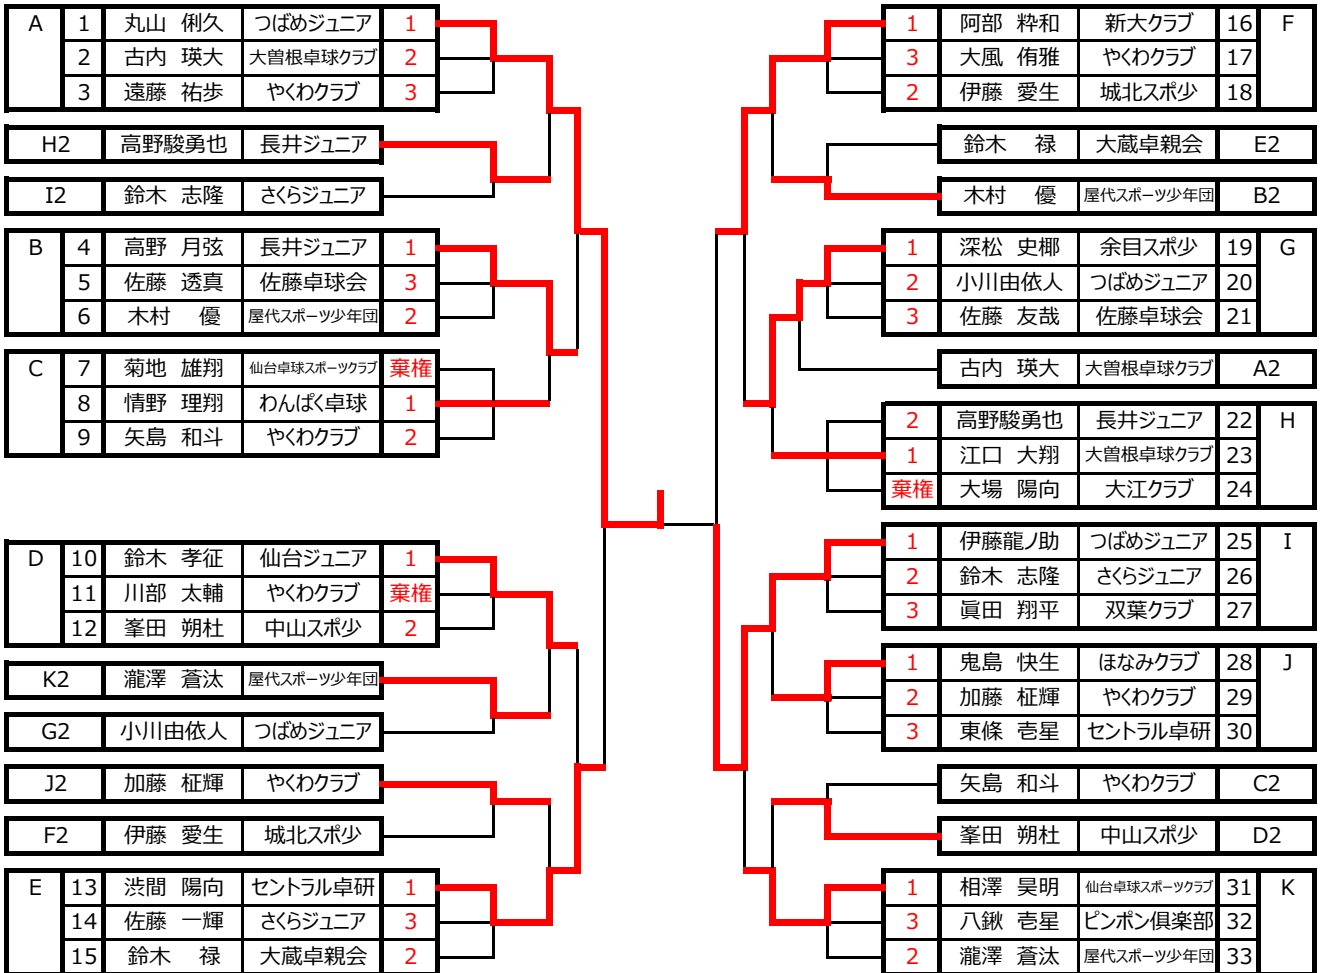 A 1 丸山 俐久 つばめジュニア 1
2 古内 瑛大 大曽根卓球クラブ 2
3 遠藤 祐歩 やくわクラブ 3
H2 高野駿勇也 長井ジュニア
I2 鈴木 志隆 さくらジュニア
B 4 高野 月弦 長井ジュニア 1
5 佐藤 透真 佐藤卓球会 3
6 木村 優 屋代スポーツ少年団 2
C 7 菊地 雄翔 仙台卓球スポーツクラブ 棄権
8 情野 理翔 わんぱく卓球 1
9 矢島 和斗 やくわクラブ 2
D 10 鈴木 孝征 仙台ジュニア 1
11 川部 太輔 やくわクラブ 棄権
12 峯田 朔杜 中山スポ少 2
K2 瀧澤 蒼汰 屋代スポーツ少年団
G2 小川由依人 つばめジュニア
J2 加藤 柾輝 やくわクラブ
F2 伊藤 愛生 城北スポ少
E 13 渋間 陽向 セントラル卓研 1
14 佐藤 一輝 さくらジュニア 3
15 鈴木 禄 大蔵卓親会 2
1 阿部 粋和 新大クラブ 16 F
3 大風 侑雅 やくわクラブ 17
2 伊藤 愛生 城北スポ少 18
鈴木 禄 大蔵卓親会 E2
木村 優 屋代スポーツ少年団 B2
1 深松 史椰 余目スポ少 19 G
2 小川由依人 つばめジュニア 20
3 佐藤 友哉 佐藤卓球会 21
古内 瑛大 大曽根卓球クラブ A2
2 高野駿勇也 長井ジュニア 22 H
1 江口 大翔 大曽根卓球クラブ 23
棄権 大場 陽向 大江クラブ 24
1 伊藤龍ノ助 つばめジュニア 25 I
2 鈴木 志隆 さくらジュニア 26
3 眞田 翔平 双葉クラブ 27
1 鬼島 快生 ほなみクラブ 28 J
2 加藤 柾輝 やくわクラブ 29
3 東條 壱星 セントラル卓研 30
矢島 和斗 やくわクラブ C2
峯田 朔杜 中山スポ少 D2
1 相澤 昊明 仙台卓球スポーツクラブ 31 K
3 八鍬 壱星 ピンポン倶楽部 32
2 瀧澤 蒼汰 屋代スポーツ少年団 33